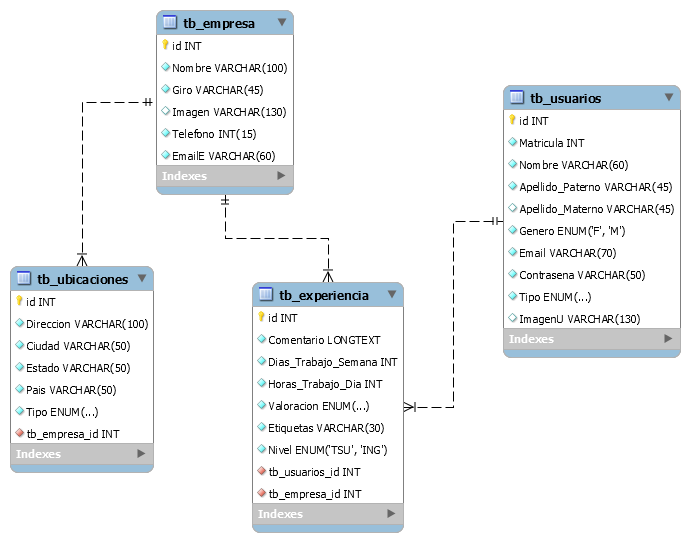 tb_empresa
id INT
Nombre VARCHAR(100)
Giro VARCHAR(45)
Imagen VARCHAR(130)
Telefono INT(15)
EmailE VARCHAR(60)
Indexes
tb_usuarios
id INT
Matricula INT
Nombre VARCHAR(60)
Apellido_Paterno VARCHAR(45)
Apellido_Materno VARCHAR(45)
Genero ENUM('F', 'M')
Email VARCHAR(70)
Contrasena VARCHAR(50)
Tipo ENUM(...)
ImagenU VARCHAR(130)
Indexes
tb_ubicaciones
id INT
Direccion VARCHAR(100)
Ciudad VARCHAR(50)
Estado VARCHAR(50)
Pais VARCHAR(50)
Tipo ENUM(...)
tb_empresa_id INT
Indexes
tb_experiencia
id INT
Comentario LONGTEXT
Dias_Trabajo_Semana INT
Horas_Trabajo_Dia INT
Valoracion ENUM(...)
Etiquetas VARCHAR(30)
Nivel ENUM('TSU', 'ING')
tb_usuarios_id INT
tb_empresa_id INT
Indexes